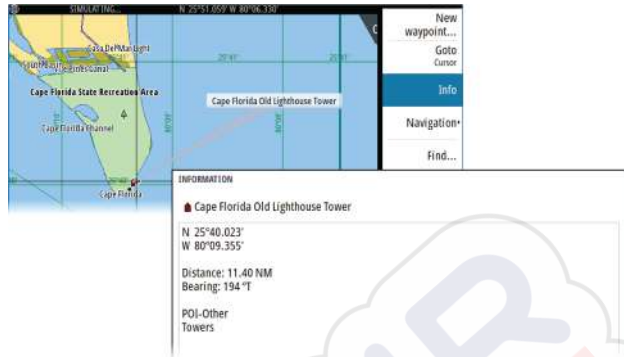 SIMULATING...
N 25°51.059' W 80°06.330'
New
waypoint...
Goto
Cursor
Info
Navigation
Find...
Cape Florida State Recreation Area
Cape Florida Old Lighthouse Tower
Cape Florida Channel
Cape Florida
INFORMATION
Cape Florida Old Lighthouse Tower
N 25°40.023'
W 80°09.355'
Distance: 11.40 NM
Bearing: 194 °T
POI-Other
Towers